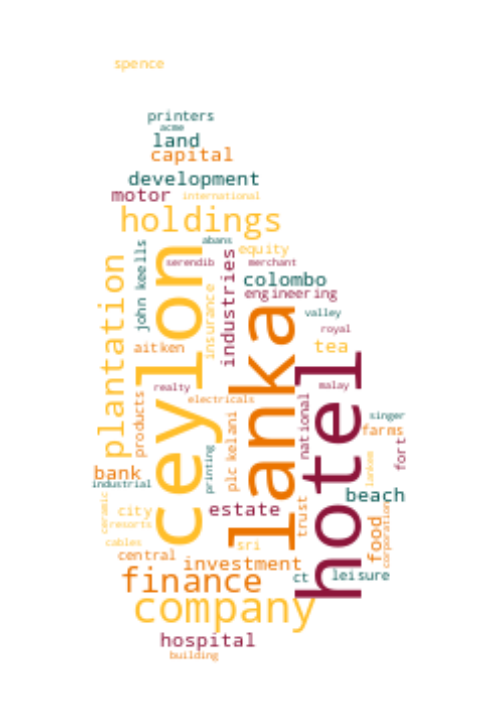 spence
printers
acme
land
capital
development
motor
international
holdings
abans
john keells
equity
serendib
merchant
plantation
ceylon
insurance
industries
colombo
engineering
lanka
valley
royal
aitken
tea
hotel
realty
malay
products
electricals
national
singer
plc kelani
farms
fort
printing
bank
lankem
industrial
beach
ceramic
city
estate
trust
corporation
resorts
food
cables
sri
central
investment
finance
ct
leisure
company
hospital
building